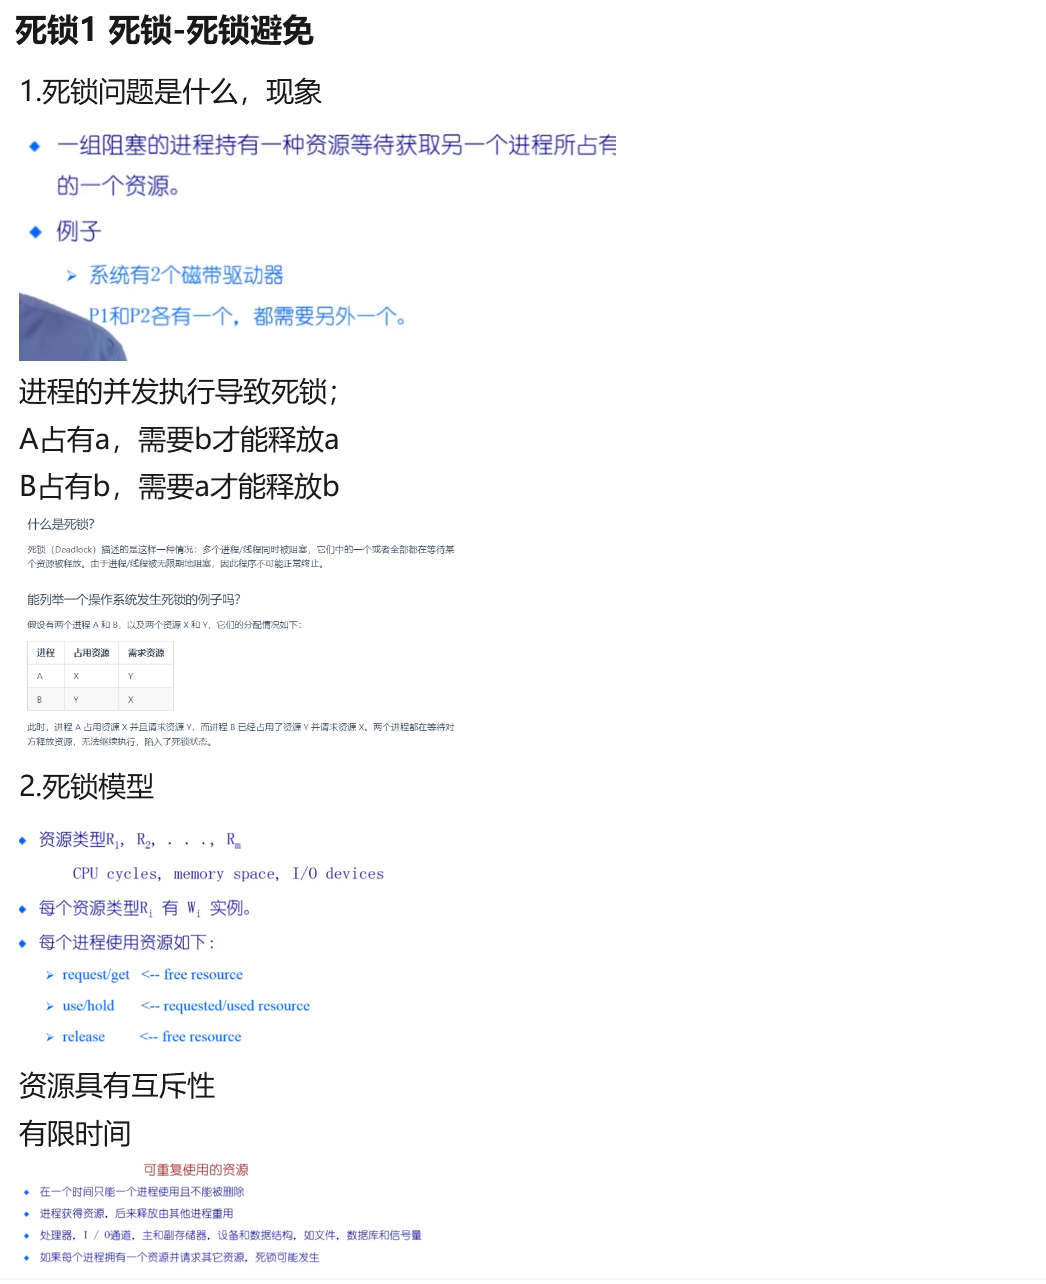 死锁1 死锁-死锁避免
1.死锁问题是什么，现象
一组阻塞的进程持有一种资源等待获取另一个进程所占有
的一个资源。
例子
系统有2个磁带驱动器
P1和P2各有一个，都需要另外一个。
进程的并发执行导致死锁；
A占有a，需要b才能释放a
B占有b，需要a才能释放b
什么是死锁？
死锁（Deadlock）描述的是这样一种情况：多个进程/线程同时被阻塞，它们中的一个或者全部都在等待某
个资源被释放。由于进程/线程被无限期地阻塞，因此程序不可能正常终止。
能列举一个操作系统发生死锁的例子吗？
假设有两个进程 A 和 B，以及两个资源 X 和 Y，它们的分配情况如下：
进程 占用资源 需求资源
A X Y
B Y X
此时，进程 A 占用资源 X 并且请求资源 Y，而进程 B 已经占用了资源 Y 并请求资源 X。两个进程都在等待对
方释放资源，无法继续执行，陷入了死锁状态。
2.死锁模型
资源类型R1, R2, . . ., Rm
CPU cycles, memory space, I/O devices
每个资源类型Ri 有 Wi 实例。
每个进程使用资源如下：
request/get <-- free resource
use/hold <-- requested/used resource
release <-- free resource
资源具有互斥性
有限时间
可重复使用的资源
在一个时间只能一个进程使用且不能被删除
进程获得资源，后来释放由其他进程重用
处理器，I / O通道，主和副存储器，设备和数据结构，如文件，数据库和信号量
如果每个进程拥有一个资源并请求其它资源，死锁可能发生